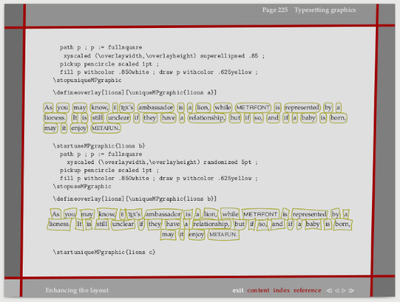 Page 225 Typesetting graphics
path p ; p := fullsquare
xyscaled (\overlaywidth,\overlayheight) superellipsed .85 ;
pickup pencircle scaled 1pt ;
fill p withcolor .850white ; draw p withcolor .625yellow ;
\stopuniqueMPgraphic
\defineoverlay[lions][\uniqueMPgraphic{lions a}]
As you may know, TEX's ambassador is a lion, while METAFONT is represented by a
lioness. It is still unclear if they have a relationship, but if so, and if a baby is born,
may it enjoy METAFUN.
\startuseMPgraphic{lions b}
path p ; p := fullsquare
xyscaled (\overlaywidth,\overlayheight) randomized 5pt ;
pickup pencircle scaled 1pt ;
fill p withcolor .850white ; draw p withcolor .625yellow ;
\stopuseMPgraphic
\defineoverlay[lions][\uniqueMPgraphic{lions b}]
As you may know, TEX's ambassador is a lion, while METAFONT is represented by a
lioness. It is still unclear if they have a relationship, but if so, and if a baby is born,
may it enjoy METAFUN.
\startuniqueMPgraphic{lions c}
Enhancing the layout exit content index reference